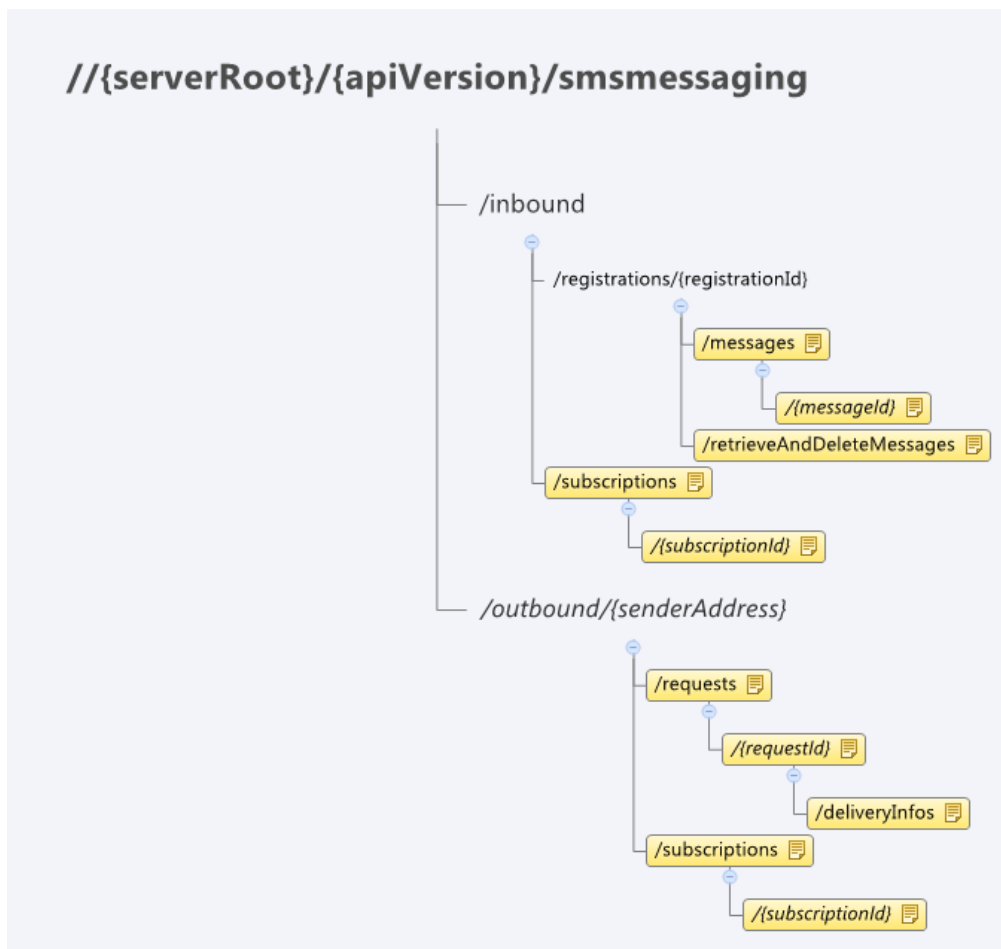 //{serverRoot}/{apiVersion}/smsmessaging
/inbound
/registrations/{registrationId}
/messages
/{messageId}
/retrieveAndDeleteMessages
/subscriptions
/{subscriptionId}
/outbound/{senderAddress}
/requests
/{requestId}
/deliveryInfos
/subscriptions
/{subscriptionId}